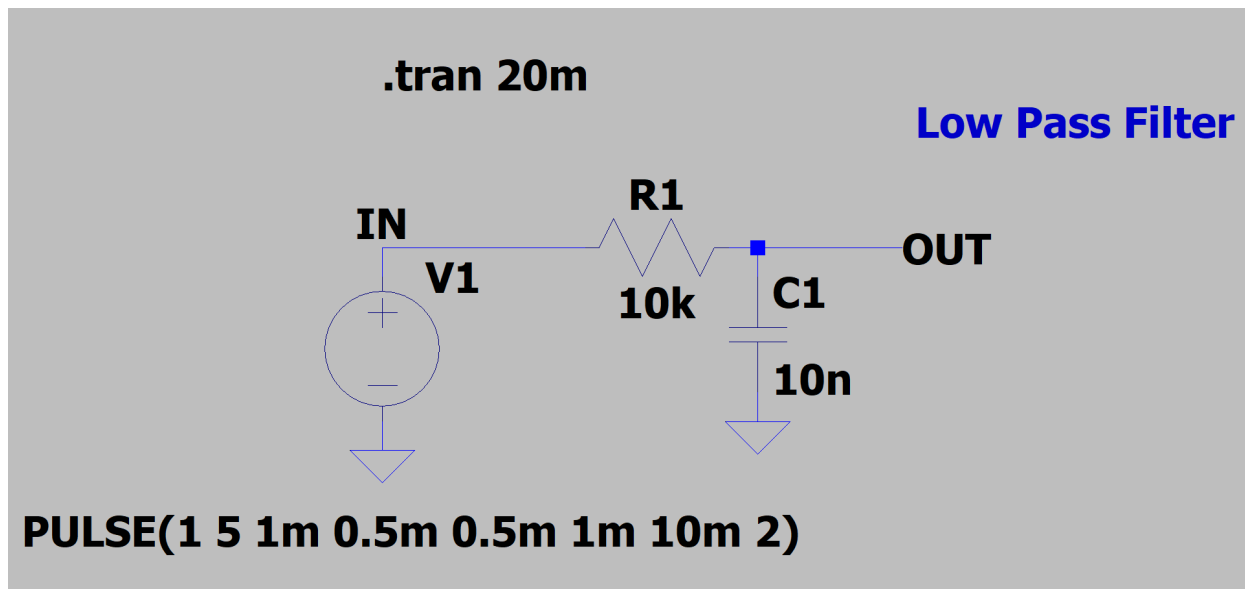 .tran 20m
Low Pass Filter
R1
IN
V1
OUT
10k
C1
10n
PULSE(1 5 1m 0.5m 0.5m 1m 10m 2)